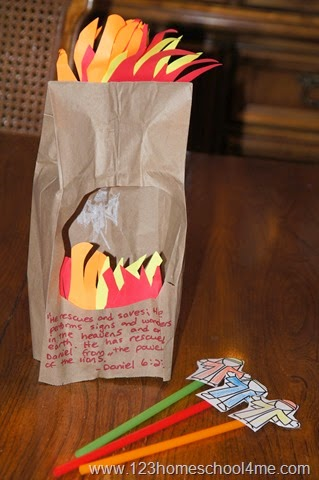 "He rescues and saves; He
performs signs and wonders
in the heavens and on
earth. He has rescued
Daniel from the power
of the lions.
-Daniel 6:2
www.123homeschool4me.com